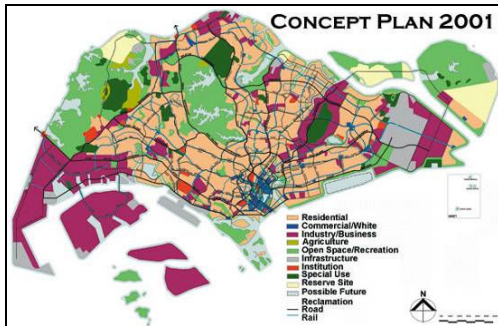 CONCEPT PLAN 2001
Residential
Commercial/White
Industry/Business
Agriculture
Open Space/Recreation
Infrastructure
Institution
Special Use
Reserve Site
Possible Future
Reclamation
Road
Rail
N